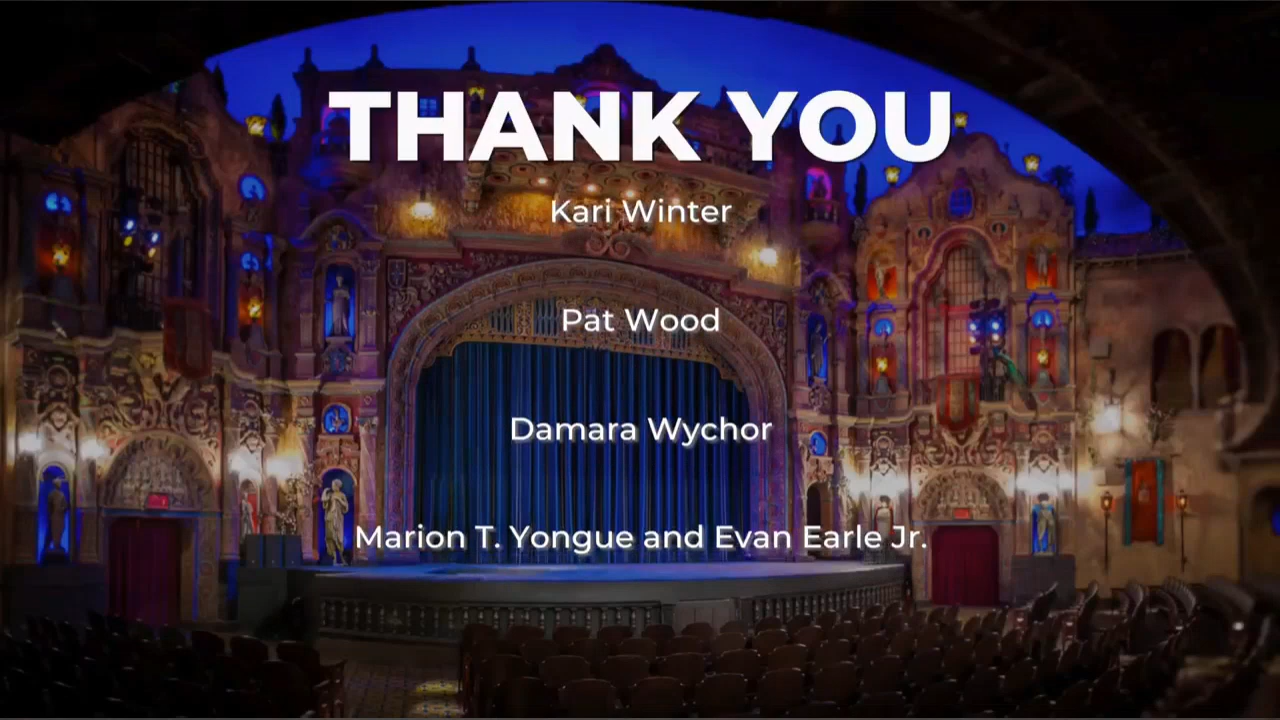 THANK YOU
Kari Winter
Pat Wood
Damara Wychor
Marion T. Yongue and Evan Earle Jr.